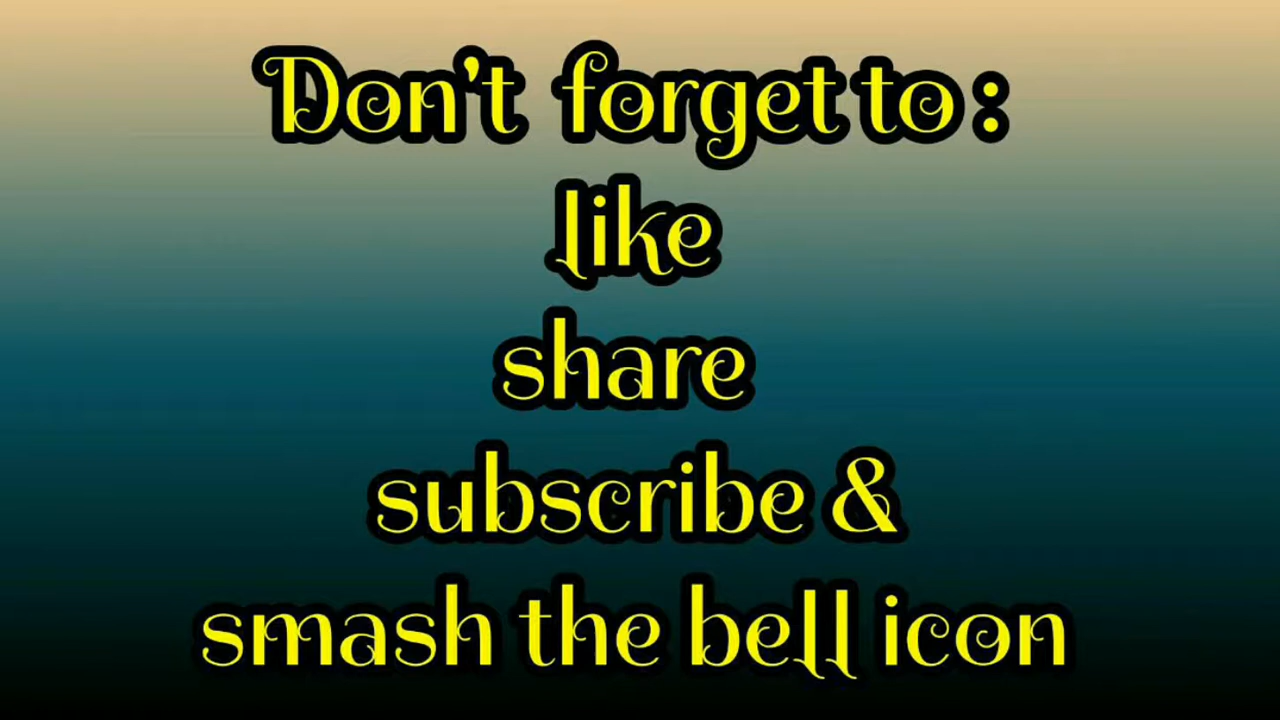 Don't forget to :
like
share
subscribe &
smash the bell icon